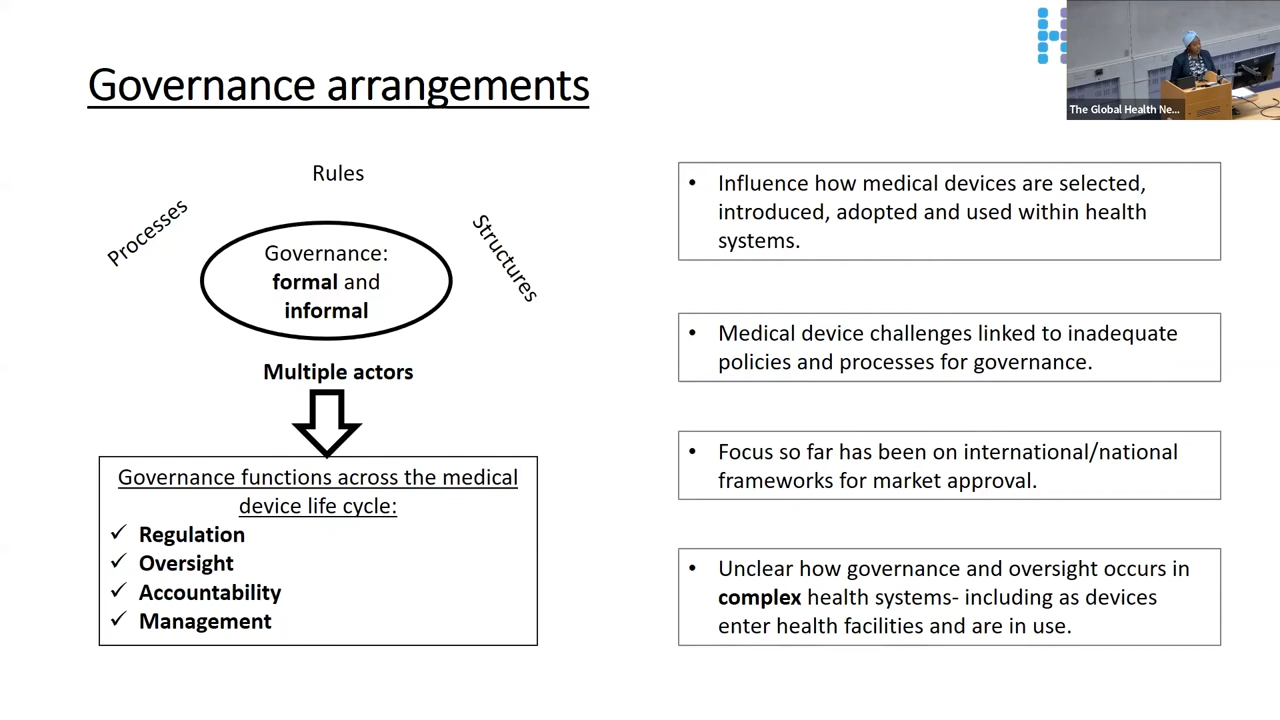 Governance arrangements
The Global Health Ne...
Rules
Processes
Structures
Governance:
formal and
informal
Multiple actors
Governance functions across the medical
device life cycle:
✓ Regulation
✓ Oversight
✓ Accountability
✓ Management
• Influence how medical devices are selected,
introduced, adopted and used within health
systems.
• Medical device challenges linked to inadequate
policies and processes for governance.
• Focus so far has been on international/national
frameworks for market approval.
• Unclear how governance and oversight occurs in
complex health systems- including as devices
enter health facilities and are in use.